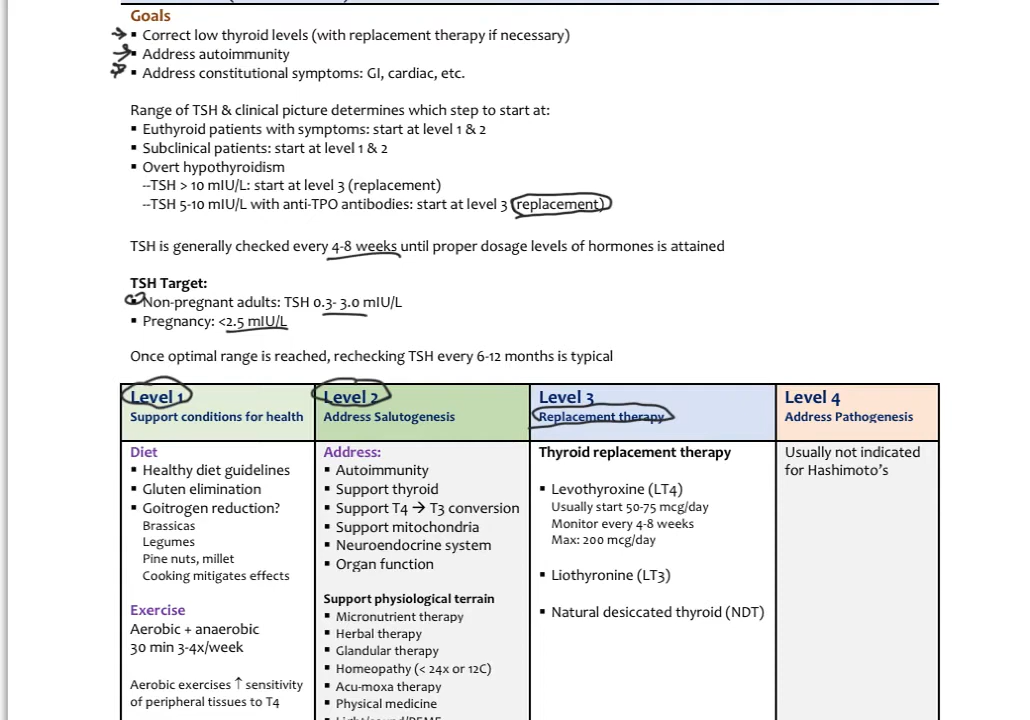 Goals
▪ Correct low thyroid levels (with replacement therapy if necessary)
▪ Address autoimmunity
▪ Address constitutional symptoms: GI, cardiac, etc.
Range of TSH & clinical picture determines which step to start at:
▪ Euthyroid patients with symptoms: start at level 1 & 2
▪ Subclinical patients: start at level 1 & 2
▪ Overt hypothyroidism
--TSH > 10 mIU/L: start at level 3 (replacement)
--TSH 5-10 mIU/L with anti-TPO antibodies: start at level 3 (replacement)
TSH is generally checked every 4-8 weeks until proper dosage levels of hormones is attained
TSH Target:
▪ Non-pregnant adults: TSH 0.3- 3.0 mIU/L
▪ Pregnancy: <2.5 mIU/L
Once optimal range is reached, rechecking TSH every 6-12 months is typical
Level 1
Support conditions for health
Diet
▪ Healthy diet guidelines
▪ Gluten elimination
▪ Goitrogen reduction?
Brassicas
Legumes
Pine nuts, millet
Cooking mitigates effects
Exercise
Aerobic + anaerobic
30 min 3-4x/week
Aerobic exercises ↑ sensitivity
of peripheral tissues to T4
Level 2
Address Salutogenesis
Address:
▪ Autoimmunity
▪ Support thyroid
▪ Support T4 → T3 conversion
▪ Support mitochondria
▪ Neuroendocrine system
▪ Organ function
Support physiological terrain
▪ Micronutrient therapy
▪ Herbal therapy
▪ Glandular therapy
▪ Homeopathy (< 24x or 12C)
▪ Acu-moxa therapy
▪ Physical medicine
▪ Light/sound/PEMF
Level 3
Replacement therapy
Thyroid replacement therapy
▪ Levothyroxine (LT4)
Usually start 50-75 mcg/day
Monitor every 4-8 weeks
Max: 200 mcg/day
▪ Liothyronine (LT3)
▪ Natural desiccated thyroid (NDT)
Level 4
Address Pathogenesis
Usually not indicated
for Hashimoto's